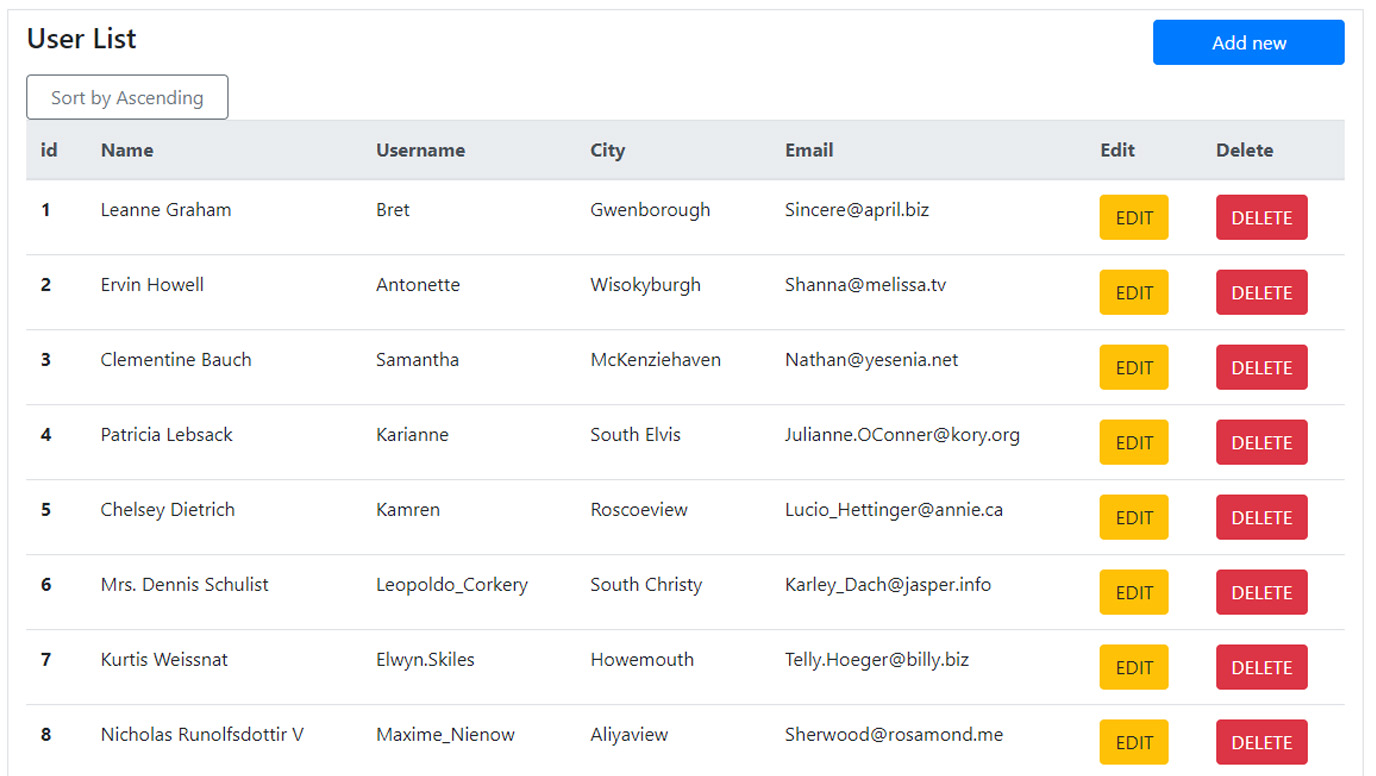 User List
Add new
Sort by Ascending
id Name Username City Email Edit Delete
1 Leanne Graham Bret Gwenborough Sincere@april.biz EDIT DELETE
2 Ervin Howell Antonette Wisokyburgh Shanna@melissa.tv EDIT DELETE
3 Clementine Bauch Samantha McKenziehaven Nathan@yesenia.net EDIT DELETE
4 Patricia Lebsack Karianne South Elvis Julianne.OConner@kory.org EDIT DELETE
5 Chelsey Dietrich Kamren Roscoeview Lucio_Hettinger@annie.ca EDIT DELETE
6 Mrs. Dennis Schulist Leopoldo_Corkery South Christy Karley_Dach@jasper.info EDIT DELETE
7 Kurtis Weissnat Elwyn.Skiles Howemouth Telly.Hoeger@billy.biz EDIT DELETE
8 Nicholas Runolfsdottir V Maxime_Nienow Aliyaview Sherwood@rosamond.me EDIT DELETE